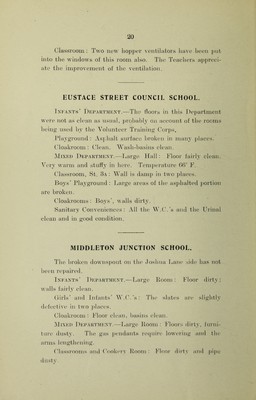 20
Classroom : Two new hopper ventilators have been put
into the windows of this room also. The Teachers appreci-
ate the improvement of the ventilation.
EUSTACE STREET COUNCIL SCHOOL.
Infants' Department.—The floors in this Department
were not as clean as usual, probably on account of the rooms
being used by the Volunteer Training Corps,
Playground : Asphalt surface broken in many places.
Cloakroom : Clean. Wash-basins clean.
Mixed Department.—Large Hall : Floor fairly clean.
Very warm and stuffy in here. Temperature 66° F.
Classroom, St. 8a : Wall is damp in two places.
Boys' Playground : Large areas of the asphalted portion
are broken.
Cloakrooms : Boys', walls dirty.
Sanitary Conveniences : All the W.C.'s and the Urinal
clean and in good condition.
MIDDLETON JUNCTION SCHOOL.
The broken downspout on the Joshua Lane side has not
been repaired.
Infants' Department.—Large Room : Floor dirty;
walls fairly clean.
Girls' and Infants' W.C.'s : The slates are slightly
defective in two places.
Cloakroom : Floor clean, basins clean.
Mixed Department.—Large Room : Floors dirty, furni-
ture dusty. The gas pendants require lowering and the
arms lengthening.
Classrooms and Cookery Room : Floor dirty and pipe
dusty